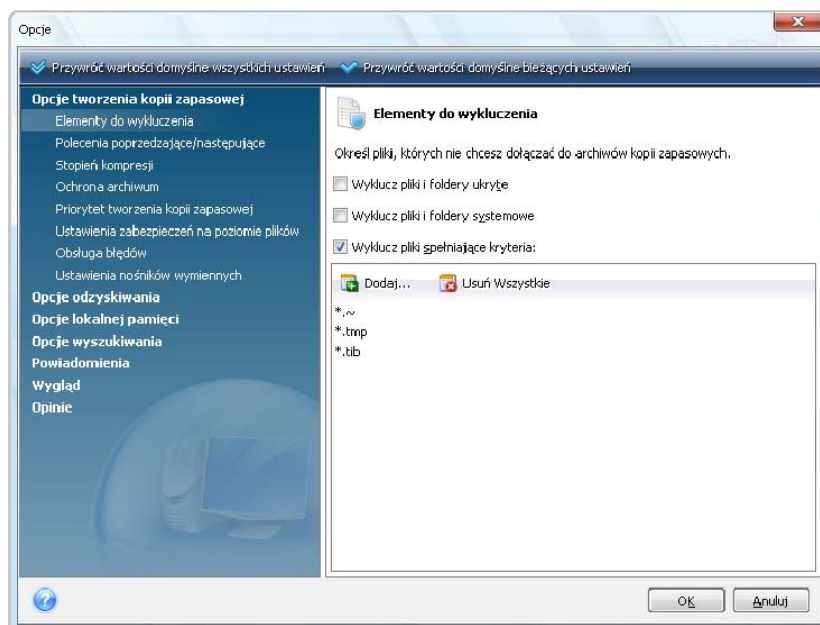 Opcje
Przywróć wartości domyślne wszystkich ustawień Przywróć wartości domyślne bieżących ustawień
Opcje tworzenia kopii zapasowej
Elementy do wykluczenia
Polecenia poprzedzające/następujące
Stopień kompresji
Ochrona archiwum
Priorytet tworzenia kopii zapasowej
Ustawienia zabezpieczeń na poziomie plików
Obsługa błędów
Ustawienia nośników wymiennych
Opcje odzyskiwania
Opcje lokalnej pamięci
Opcje wyszukiwania
Powiadomienia
Wygląd
Opinie
Elementy do wykluczenia
Określ pliki, których nie chcesz dołączać do archiwów kopii zapasowych.
Wyklucz pliki i foldery ukryte
Wyklucz pliki i foldery systemowe
Wyklucz pliki spełniające kryteria:
Dodaj... Usuń Wszystkie
*.~
*.tmp
*.tib
OK Anuluj